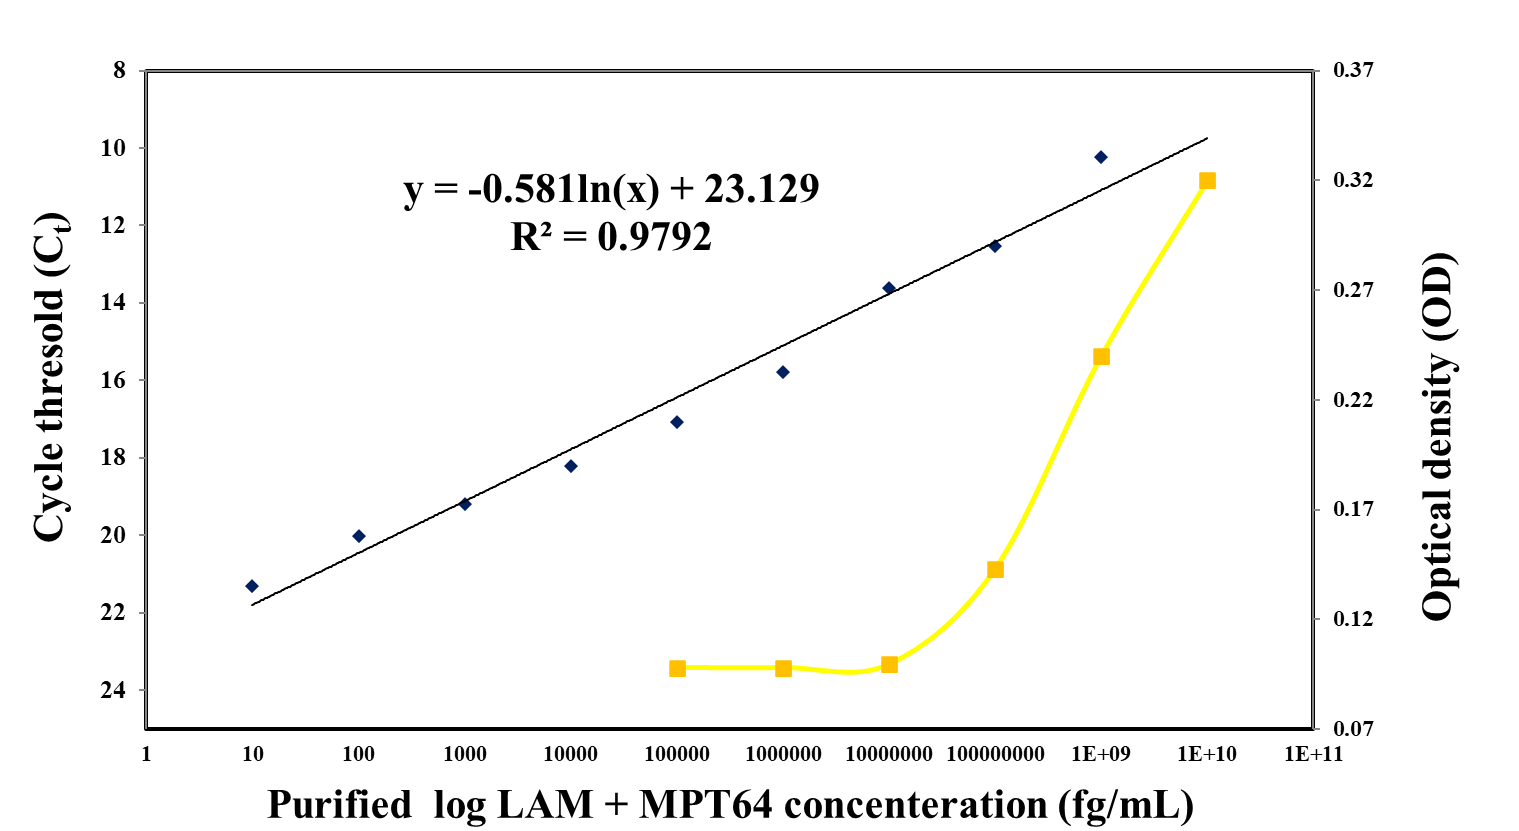 8
10
12
14
16
18
20
22
24
Cycle thresold (Ct)
y = -0.581ln(x) + 23.129
R² = 0.9792
0.37
0.32
0.27
0.22
0.17
0.12
0.07
Optical density (OD)
1 10 100 1000 10000 100000 1000000 10000000 100000000 1E+09 1E+10 1E+11
Purified log LAM + MPT64 concenteration (fg/mL)